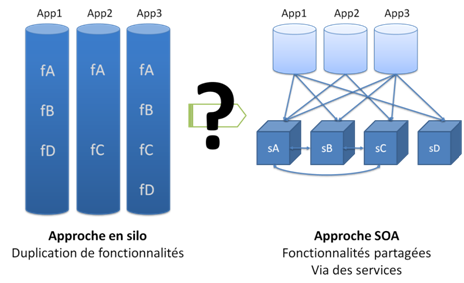 App1 App2 App3
fA fA fA
fB fB
fD fC fC
fD
Approche en silo
Duplication de fonctionnalités
?
App1 App2 App3
sA sB sC sD
Approche SOA
Fonctionnalités partagées
Via des services